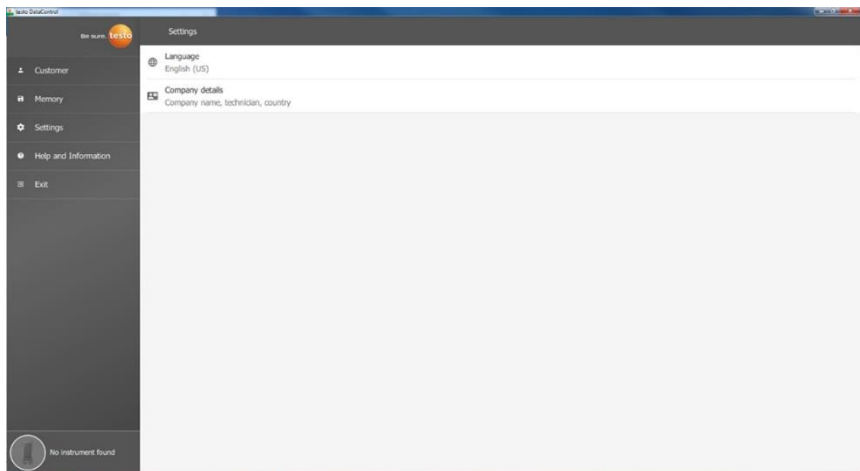 testo DataControl
Be sure. testo
Settings
Customer
Memory
Settings
Help and Information
Exit
Language
English (US)
Company details
Company name, technician, country
No instrument found